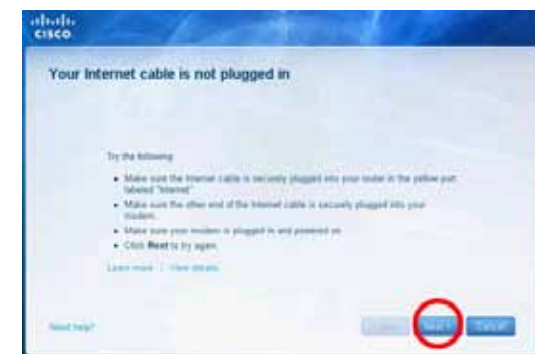 CISCO
Your Internet cable is not plugged in
Try the following:
• Make sure the Internet cable is securely plugged into your router in the yellow port
labeled "Internet"
• Make sure the other end of the Internet cable is securely plugged into your
modem.
• Make sure your modem is plugged in and powered on
• Click Next to try again.
Learn more | View details
Need help?
Next
Cancel